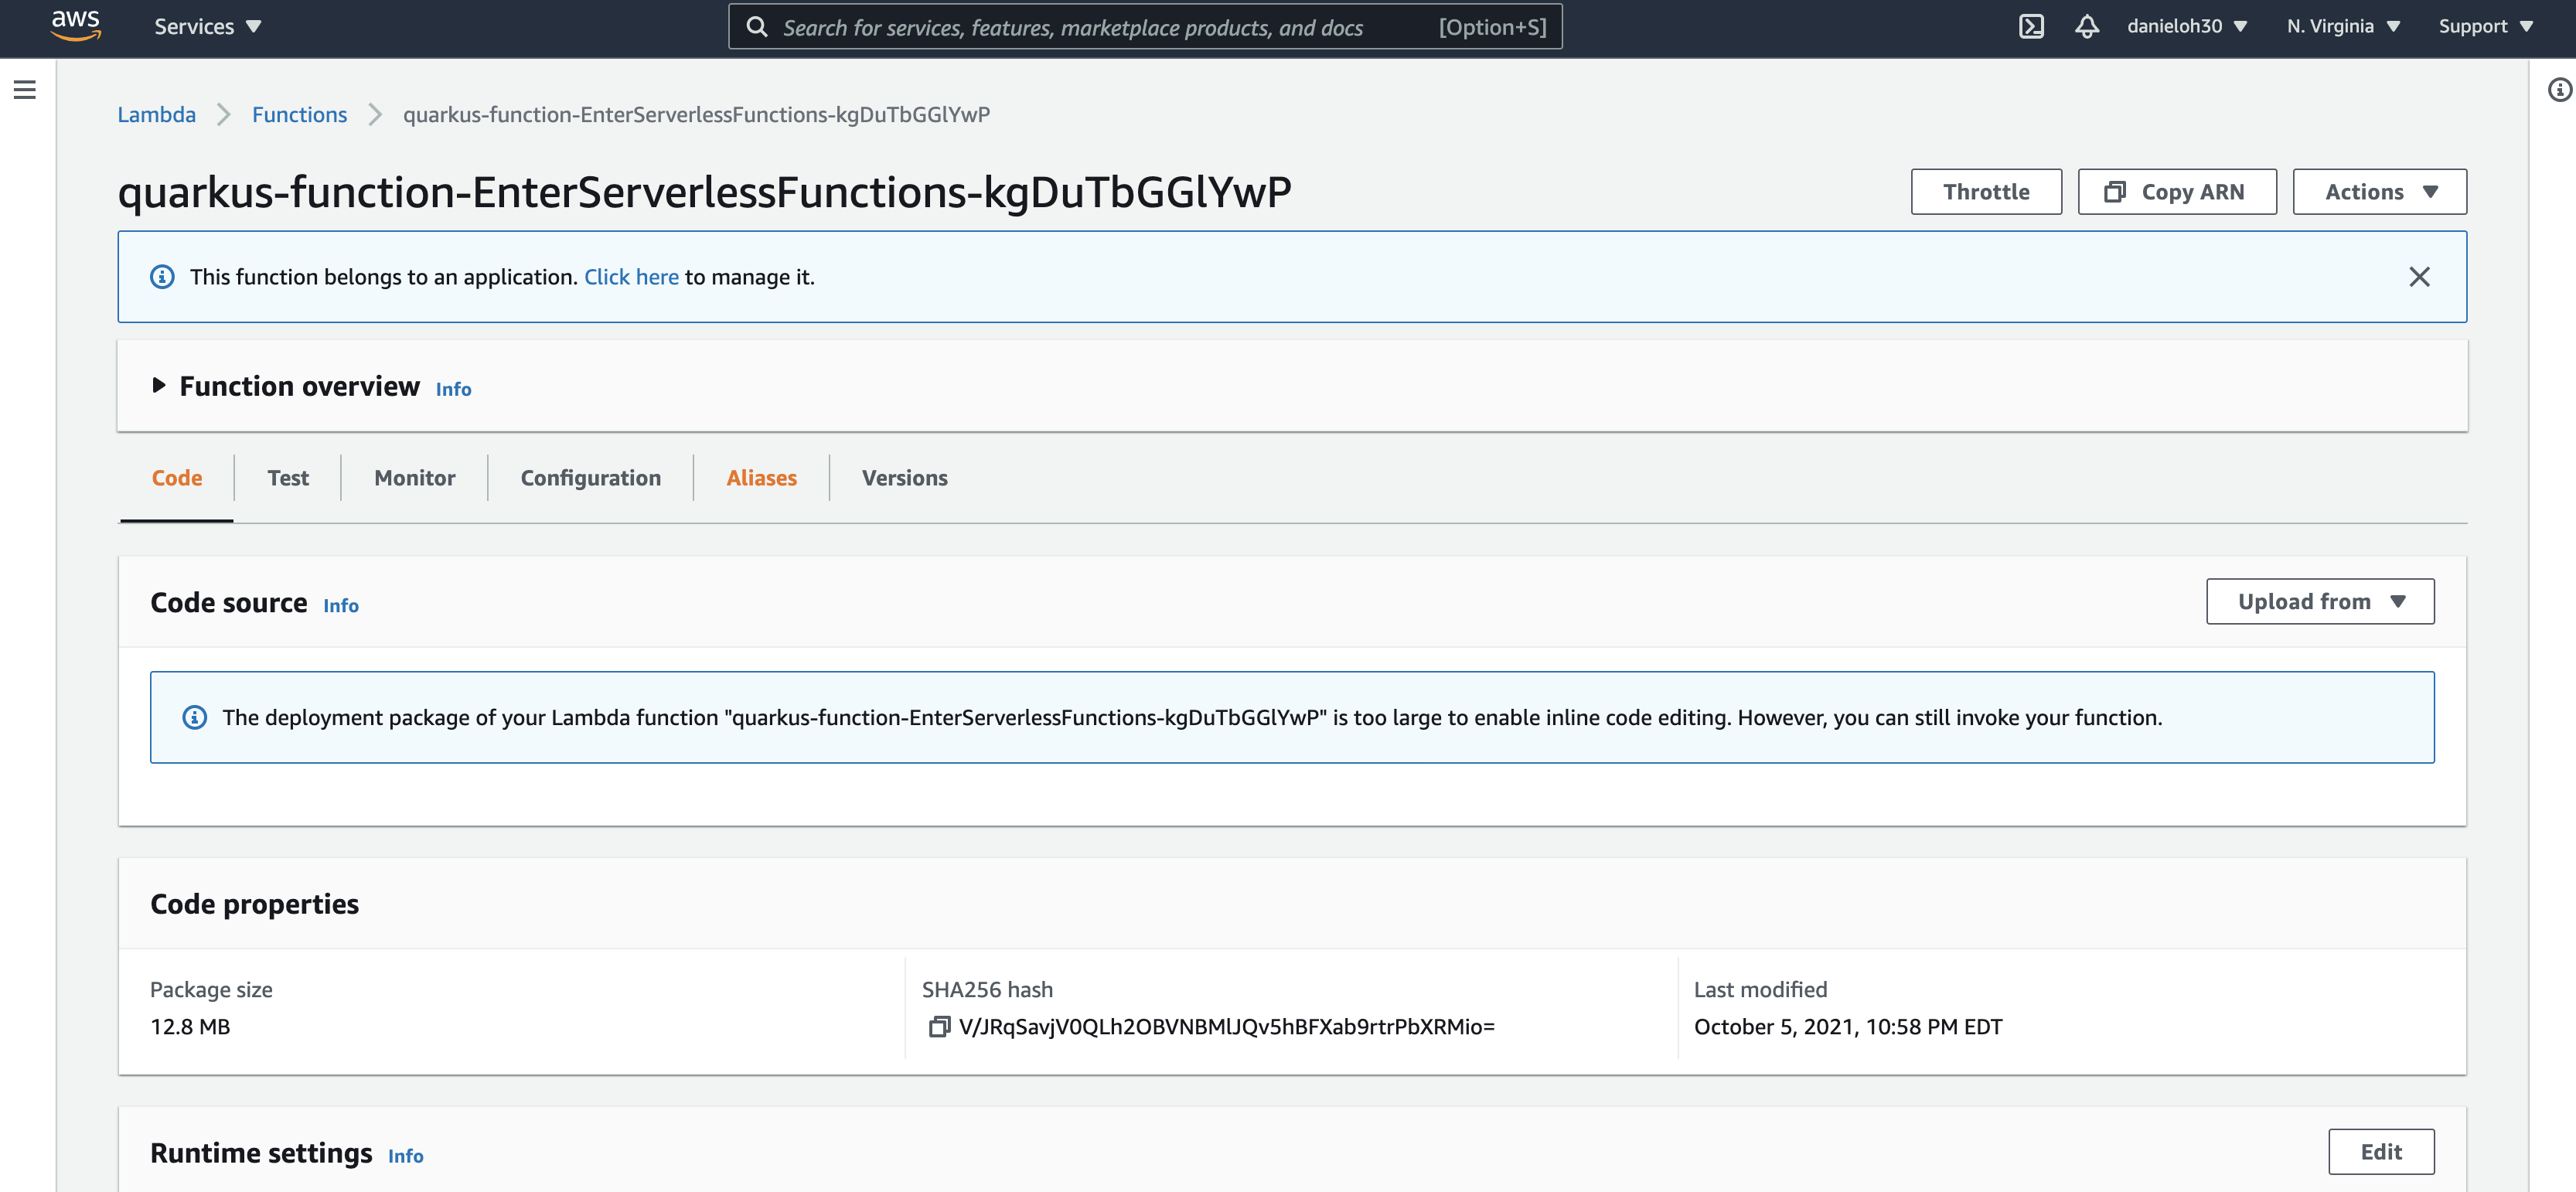 aws Services Search for services, features, marketplace products, and docs [Option+S] danieloh30 N. Virginia Support
Lambda Functions quarkus-function-EnterServerlessFunctions-kgDuTbGGlYwP
quarkus-function-EnterServerlessFunctions-kgDuTbGGlYwP Throttle Copy ARN Actions
This function belongs to an application. Click here to manage it.
Function overview Info
Code Test Monitor Configuration Aliases Versions
Code source Info Upload from
The deployment package of your Lambda function "quarkus-function-EnterServerlessFunctions-kgDuTbGGlYwP" is too large to enable inline code editing. However, you can still invoke your function.
Code properties
Package size SHA256 hash Last modified
12.8 MB V/JRqSavjV0QLh2OBVNBMlJQv5hBFXab9rtrPbXRMio= October 5, 2021, 10:58 PM EDT
Runtime settings Info Edit